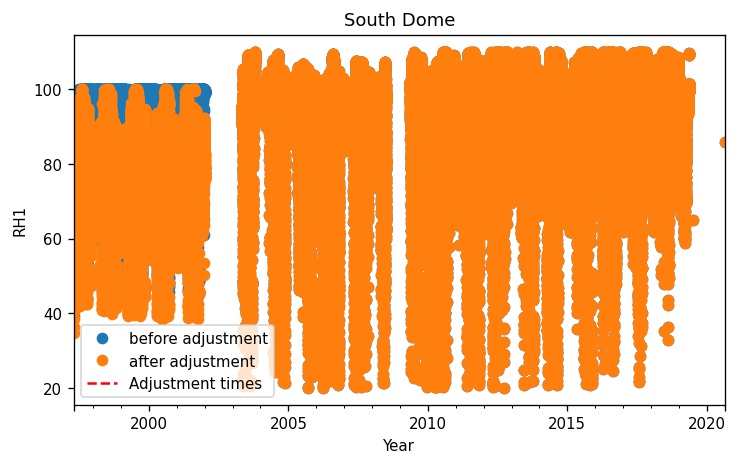 South Dome
100
80
60
40
20
RH1
before adjustment
after adjustment
Adjustment times
2000
2005
2010
2015
2020
Year